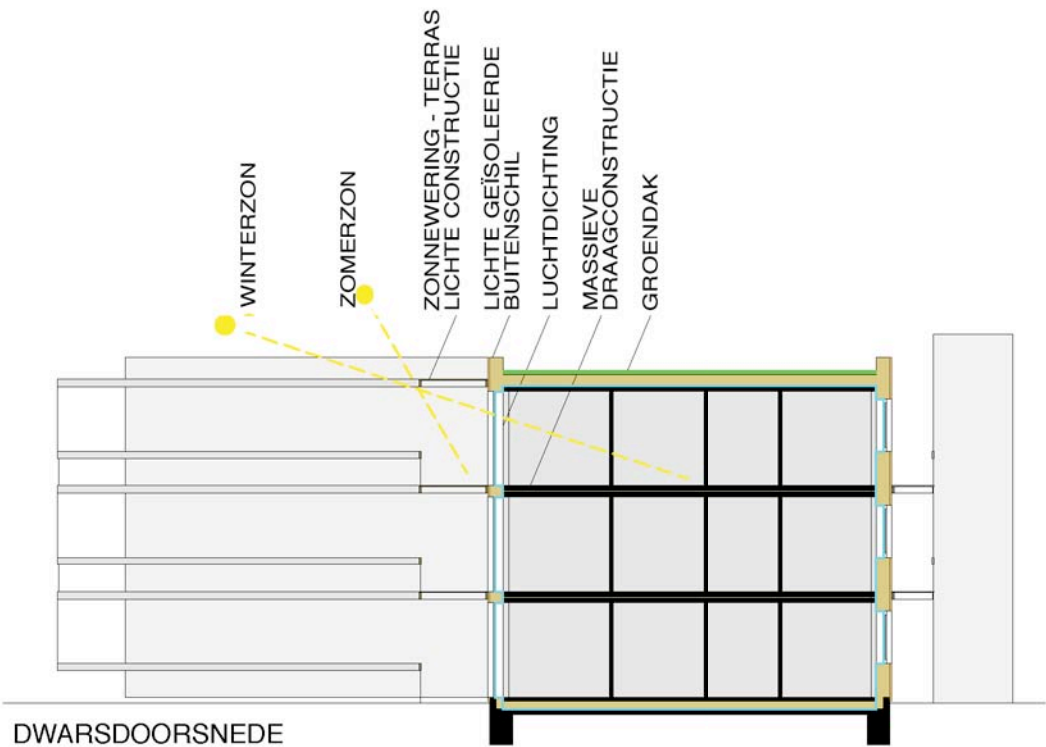 WINTERZON
ZOMERZON
ZONNEWERING - TERRAS
LICHTE CONSTRUCTIE
LICHTE GEÏSOLEERDE
BUITENSCHIL
LUCHTDICHTING
MASSIEVE
DRAAGCONSTRUCTIE
GROENDAK
DWARSDOORSNEDE